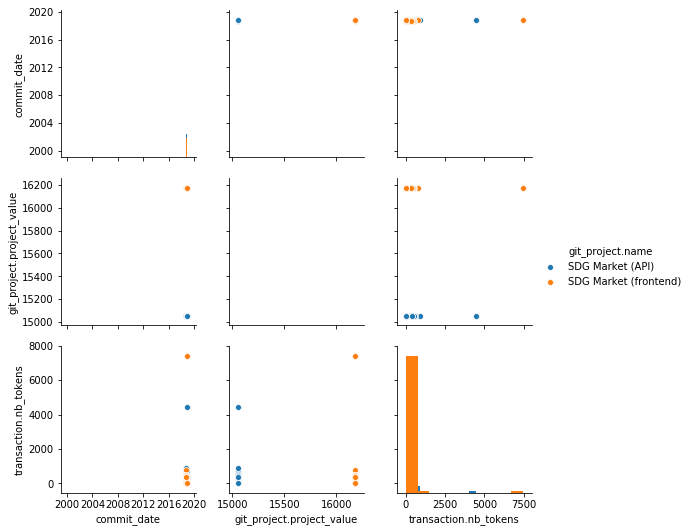 2020
2016
2012
2008
2004
2000
commit_date
16200
16000
15800
15600
15400
15200
15000
git_project.project_value
git_project.name
SDG Market (API)
SDG Market (frontend)
8000
6000
4000
2000
0
transaction.nb_tokens
2000 2004 2008 2012 2016 2020
commit_date
15000 15500 16000
git_project.project_value
0 2500 5000 7500
transaction.nb_tokens